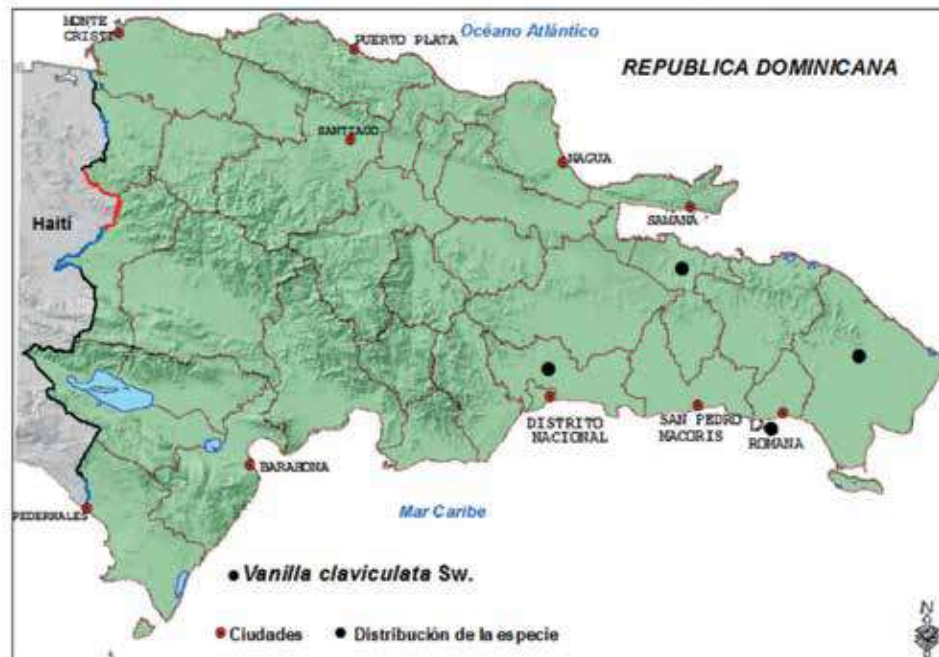 MONTE
CRISTI
PUERTO PLATA
Océano Atlántico
REPUBLICA DOMINICANA
SANTIAGO
NAGUA
Haití
SAMANA
DISTRITO
NACIONAL
SAN PEDRO
MACORIS
ROMANA
BARAHONA
PEDERNALES
Mar Caribe
Vanilla claviculata Sw.
Ciudades
Distribución de la especie